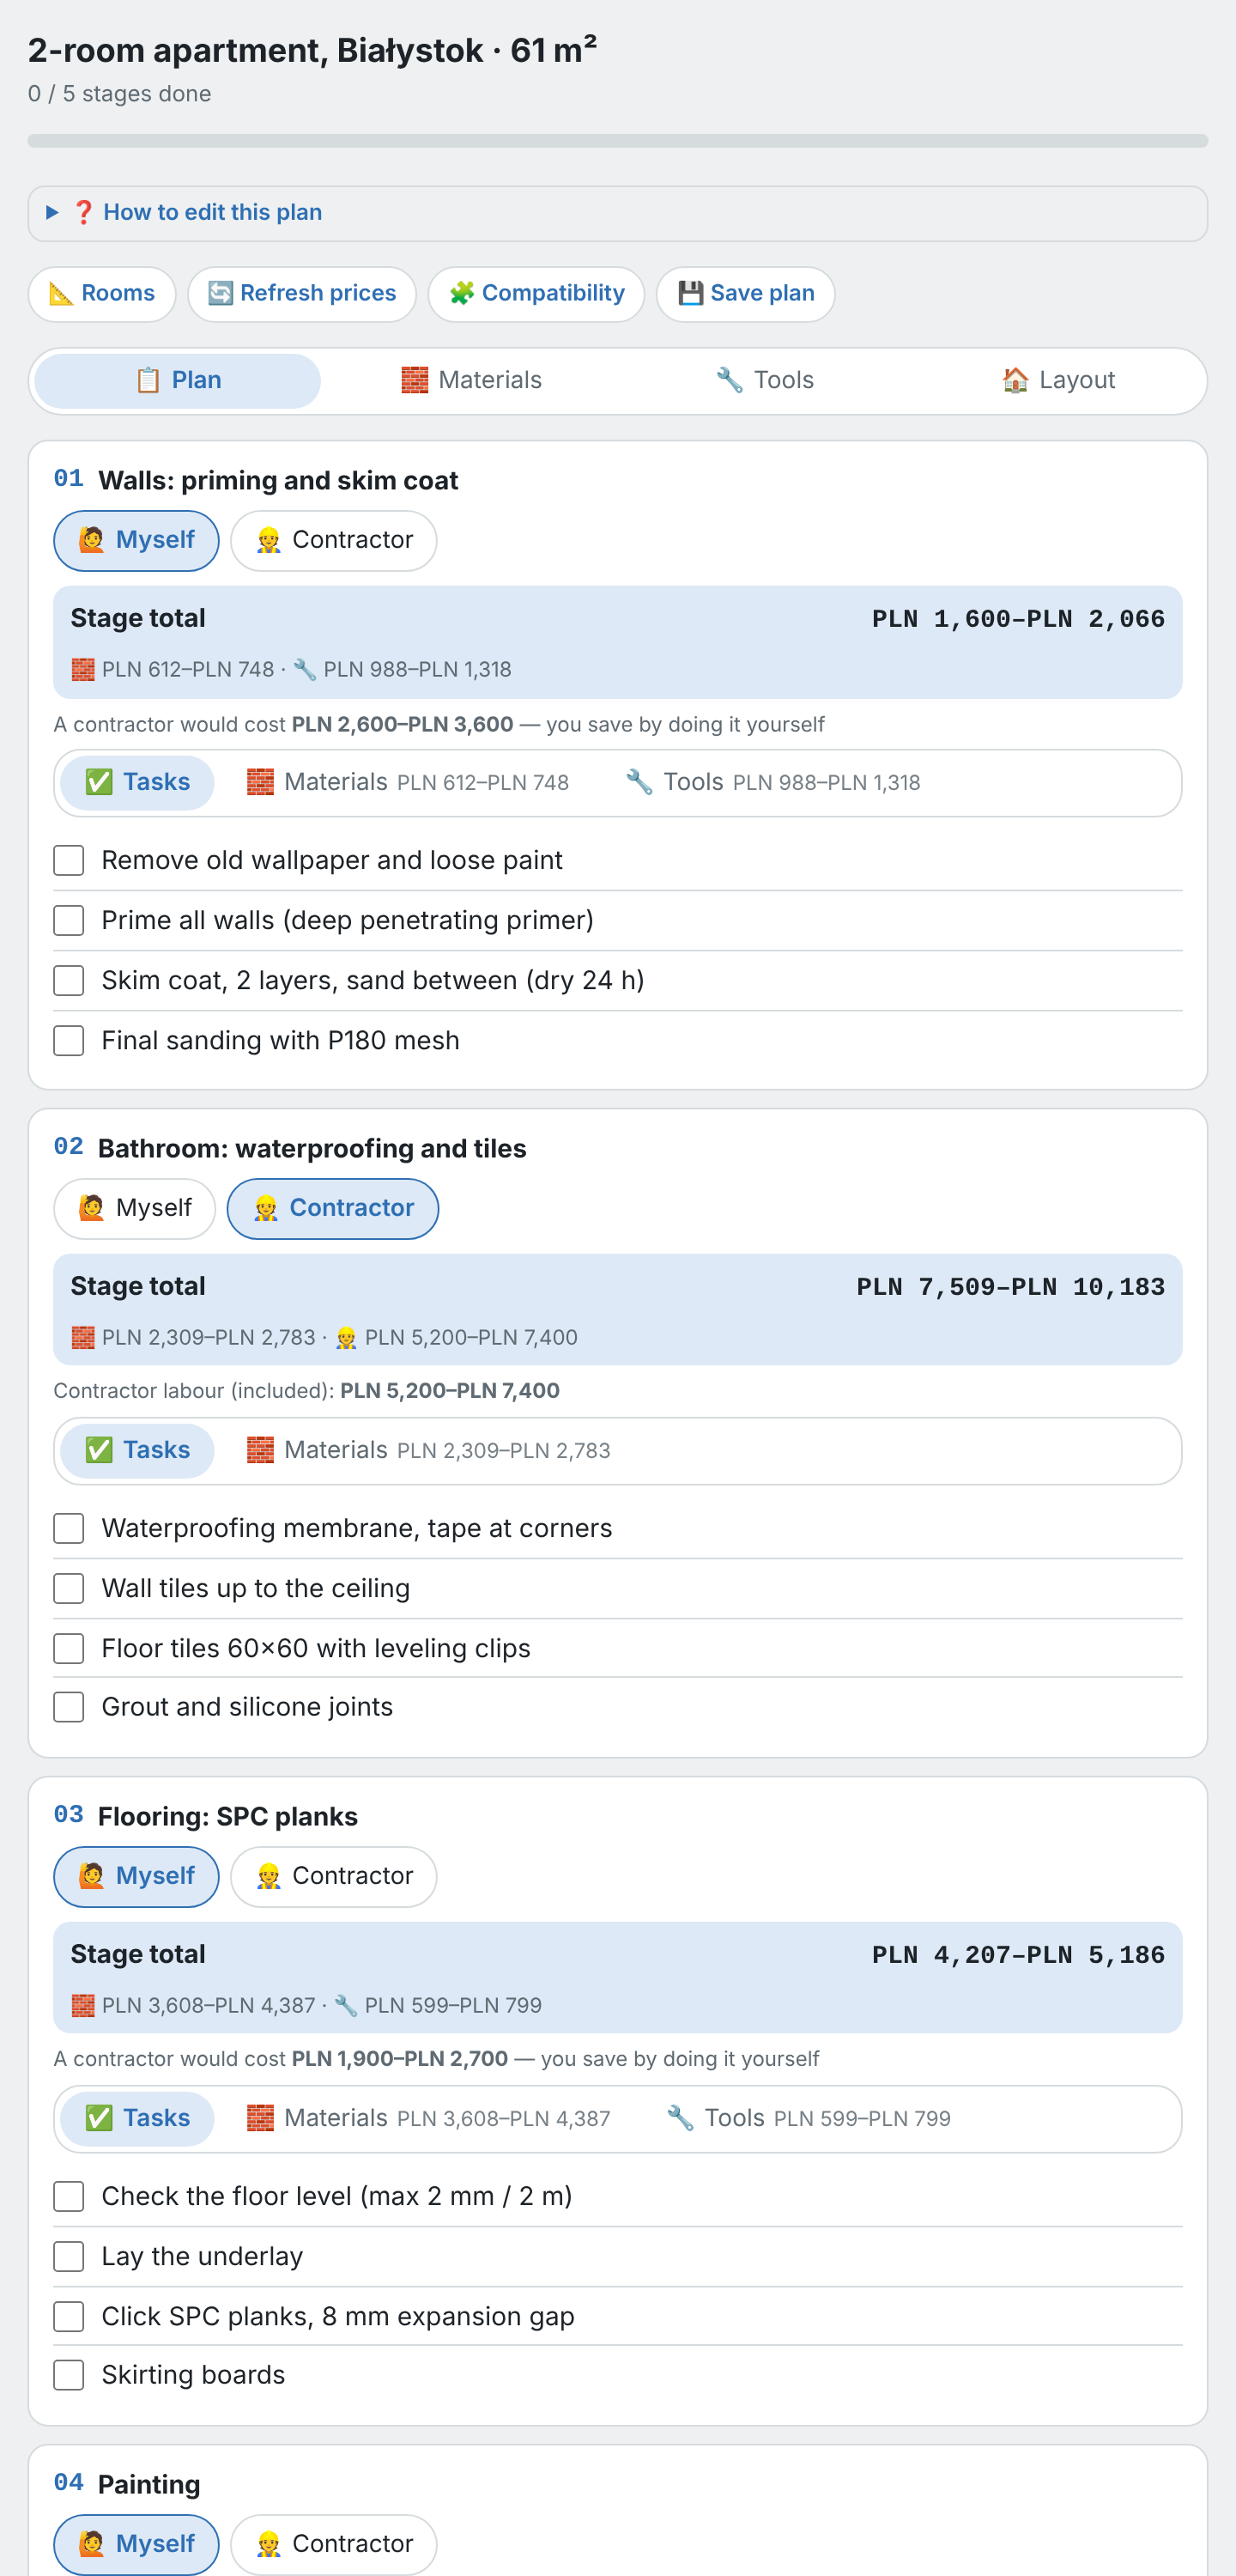 2-room apartment, Białystok · 61 m²
0 / 5 stages done
▶ ❓ How to edit this plan
📐 Rooms 🔄 Refresh prices 🧩 Compatibility 💾 Save plan
📋 Plan 🧱 Materials 🔧 Tools 🏠 Layout
01 Walls: priming and skim coat
🙋 Myself 👷 Contractor
Stage total PLN 1,600–PLN 2,066
🧱 PLN 612–PLN 748 · 🔧 PLN 988–PLN 1,318
A contractor would cost PLN 2,600–PLN 3,600 — you save by doing it yourself
✅ Tasks 🧱 Materials PLN 612–PLN 748 🔧 Tools PLN 988–PLN 1,318
Remove old wallpaper and loose paint
Prime all walls (deep penetrating primer)
Skim coat, 2 layers, sand between (dry 24 h)
Final sanding with P180 mesh
02 Bathroom: waterproofing and tiles
🙋 Myself 👷 Contractor
Stage total PLN 7,509–PLN 10,183
🧱 PLN 2,309–PLN 2,783 · 👷 PLN 5,200–PLN 7,400
Contractor labour (included): PLN 5,200–PLN 7,400
✅ Tasks 🧱 Materials PLN 2,309–PLN 2,783
Waterproofing membrane, tape at corners
Wall tiles up to the ceiling
Floor tiles 60×60 with leveling clips
Grout and silicone joints
03 Flooring: SPC planks
🙋 Myself 👷 Contractor
Stage total PLN 4,207–PLN 5,186
🧱 PLN 3,608–PLN 4,387 · 🔧 PLN 599–PLN 799
A contractor would cost PLN 1,900–PLN 2,700 — you save by doing it yourself
✅ Tasks 🧱 Materials PLN 3,608–PLN 4,387 🔧 Tools PLN 599–PLN 799
Check the floor level (max 2 mm / 2 m)
Lay the underlay
Click SPC planks, 8 mm expansion gap
Skirting boards
04 Painting
🙋 Myself 👷 Contractor